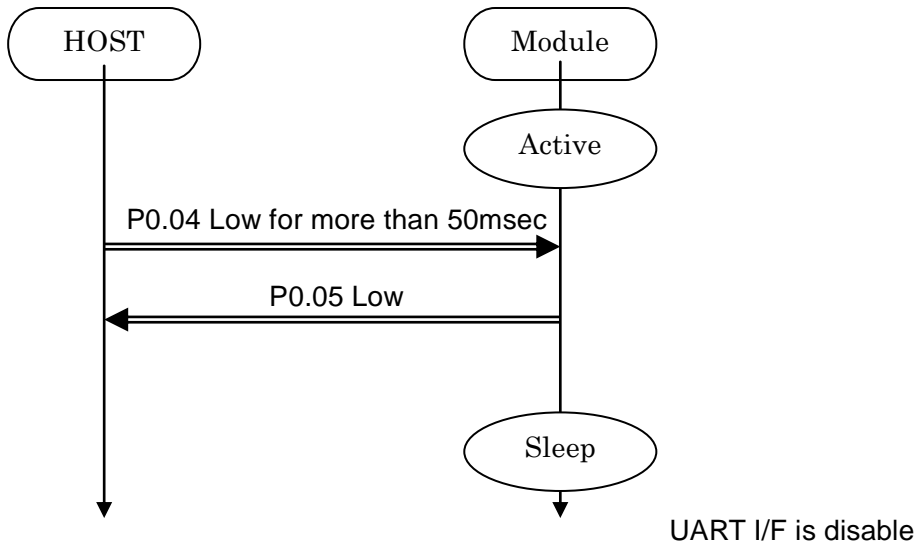 HOST
Module
Active
P0.04 Low for more than 50msec
P0.05 Low
Sleep
UART I/F is disable